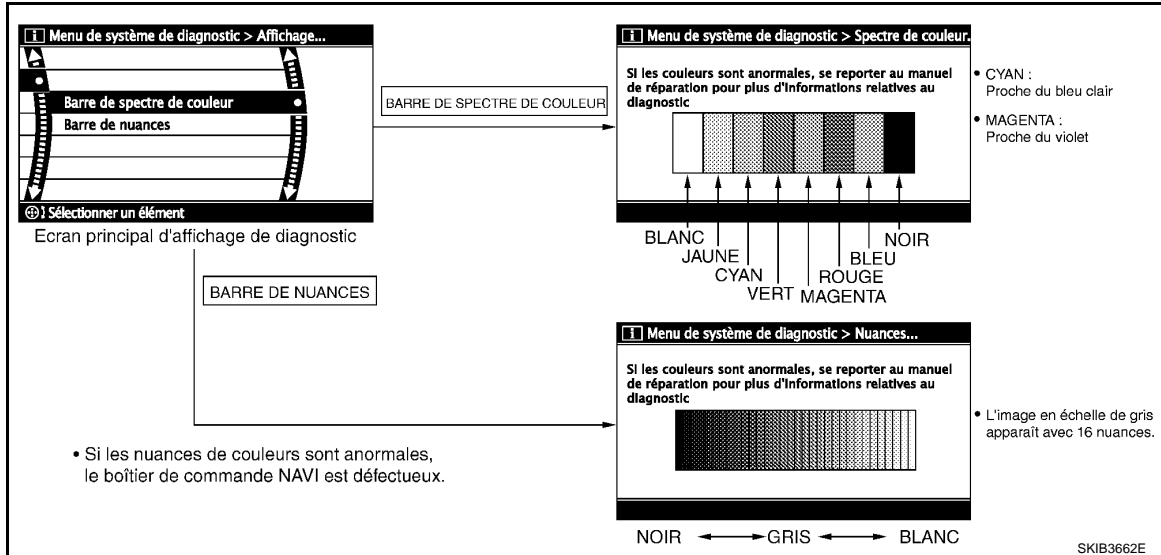 Menu de système de diagnostic > Affichage...
Barre de spectre de couleur
Barre de nuances
Sélectionner un élément
Ecran principal d'affichage de diagnostic
BARRE DE SPECTRE DE COULEUR
Menu de système de diagnostic > Spectre de couleur.
Si les couleurs sont anormales, se reporter au manuel
de réparation pour plus d'informations relatives au
diagnostic
BLANC
JAUNE
CYAN
VERT
MAGENTA
ROUGE
BLEU
NOIR
• CYAN :
Proche du bleu clair
• MAGENTA :
Proche du violet
BARRE DE NUANCES
• Si les nuances de couleurs sont anormales,
le boîtier de commande NAVI est défectueux.
Menu de système de diagnostic > Nuances...
Si les couleurs sont anormales, se reporter au manuel
de réparation pour plus d'informations relatives au
diagnostic
NOIR GRIS BLANC
• L'image en échelle de gris
apparaît avec 16 nuances.
SKIB3662E